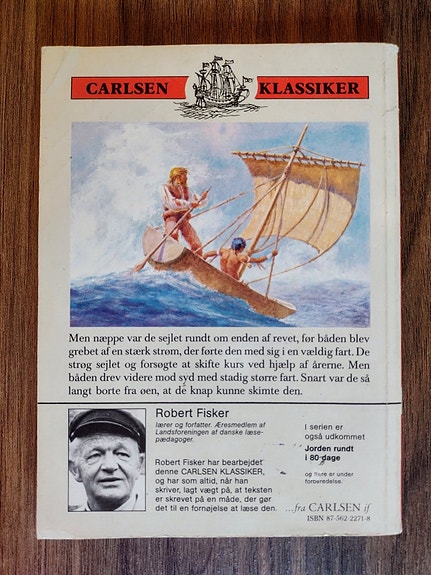 CARLSEN KLASSIKER
Men næppe var de sejlet rundt om enden af revet, før båden blev
grebet af en stærk strøm, der førte den med sig i en vældig fart. De
strøg sejlet og forsøgte at skifte kurs ved hjælp af årerne. Men
båden drev videre mod syd med stadig større fart. Snart var de så
langt borte fra øen, at de knap kunne skimte den.
Robert Fisker
lærer og forfatter. Æresmedlem af
Landsforeningen af danske læse-
pædagoger.
Robert Fisker har bearbejdet
denne CARLSEN KLASSIKER,
og har som altid, når han
skriver, lagt vægt på, at teksten
er skrevet på en måde, der gør
det til en fornøjelse at læse den.
I serien er
også udkommet
Jorden rundt
i 80 dage
og flere er under
forberedelse.
...fra CARLSEN if
ISBN 87-562-2271-8